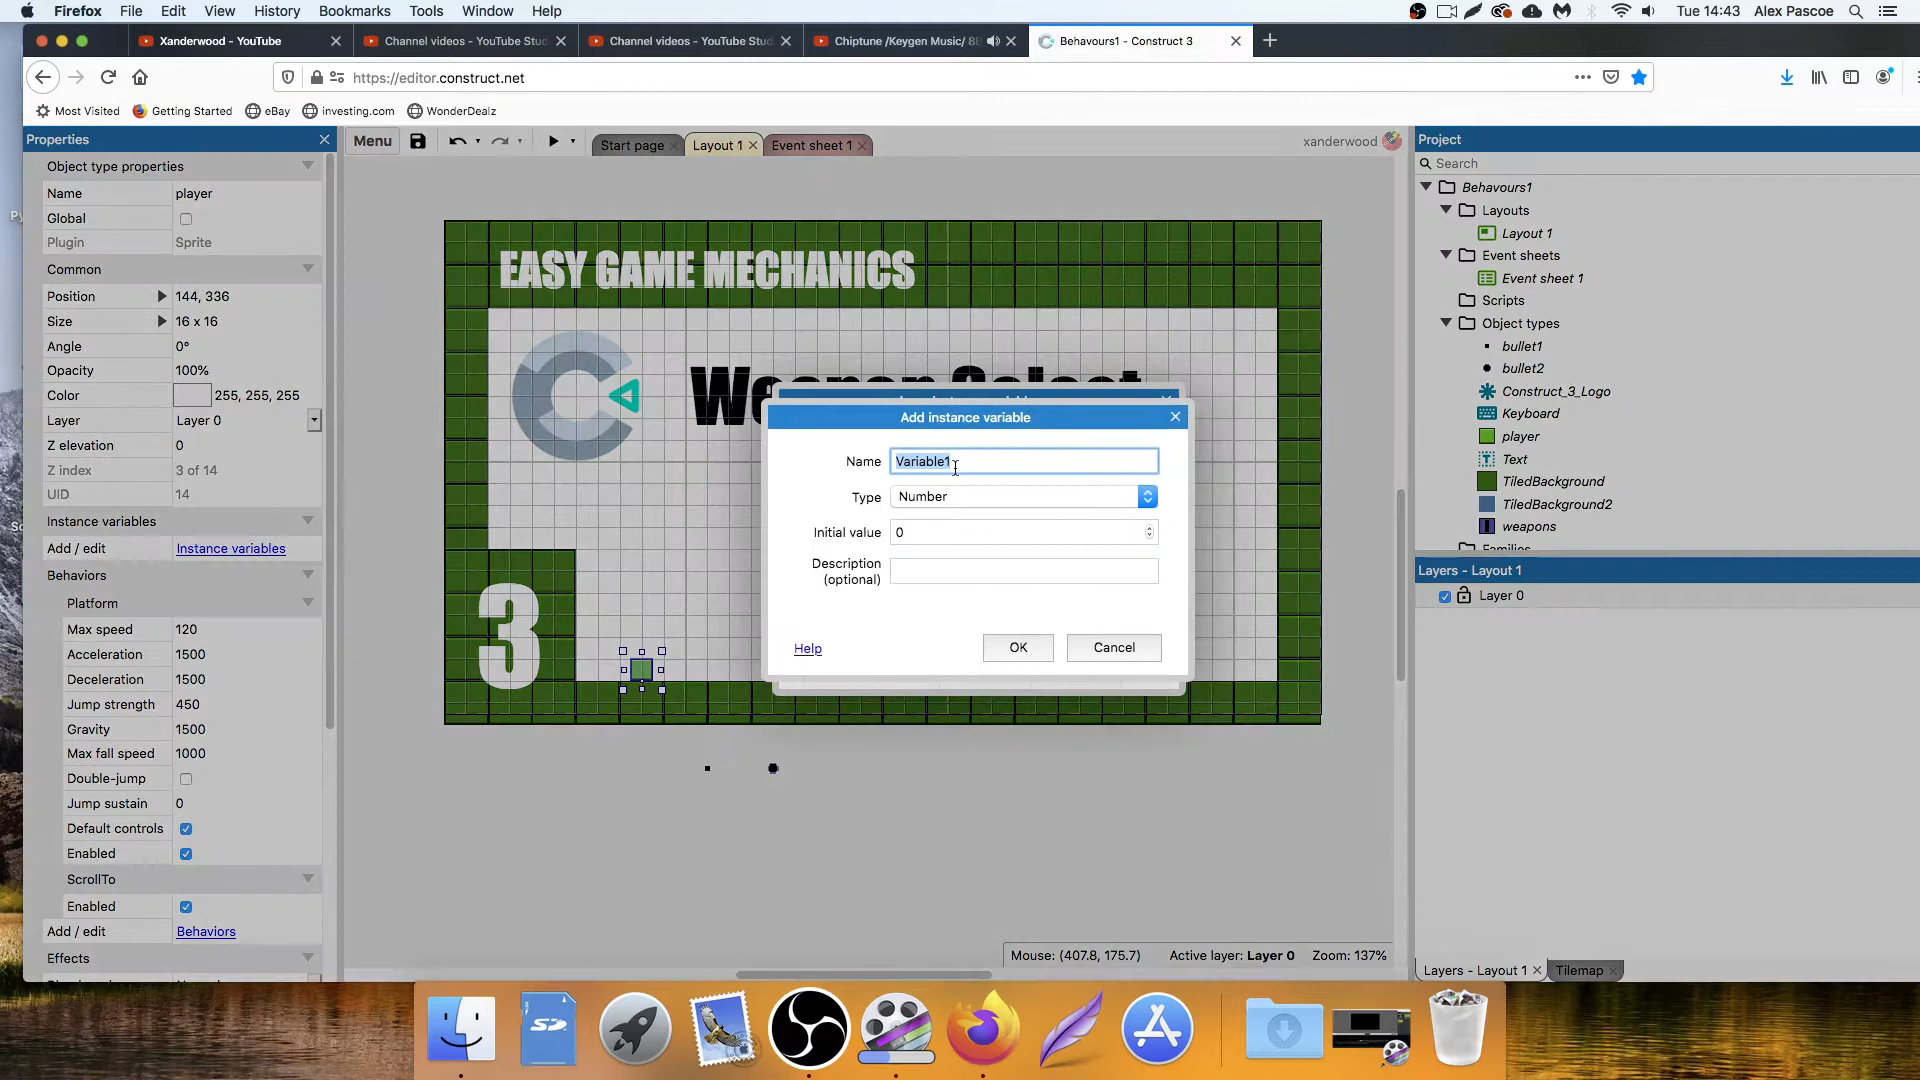 Firefox File Edit View History Bookmarks Tools Window Help
Tue 14:43 Alex Pascoe
Xanderwood - YouTube
Channel videos - YouTube Stud
Channel videos - YouTube Stud
Chiptune /Keygen Music/ 8B
Behavours1 - Construct 3
https://editor.construct.net
Most Visited Getting Started eBay investing.com WonderDealz
Properties
Object type properties
Name player
Global
Plugin Sprite
Common
Position 144, 336
Size 16 x 16
Angle 0°
Opacity 100%
Color 255, 255, 255
Layer Layer 0
Z elevation 0
Z index 3 of 14
UID 14
Instance variables
Add / edit Instance variables
Behaviors
Platform
Max speed 120
Acceleration 1500
Deceleration 1500
Jump strength 450
Gravity 1500
Max fall speed 1000
Double-jump
Jump sustain 0
Default controls
Enabled
ScrollTo
Enabled
Add / edit Behaviors
Effects
Menu
Start page
Layout 1
Event sheet 1
xanderwood
EASY GAME MECHANICS
3
Add instance variable
Name Variable1
Type Number
Initial value 0
Description
(optional)
Help OK Cancel
Mouse: (407.8, 175.7) Active layer: Layer 0 Zoom: 137%
Project
Search
Behavours1
Layouts
Layout 1
Event sheets
Event sheet 1
Scripts
Object types
bullet1
bullet2
Construct_3_Logo
Keyboard
player
Text
TiledBackground
TiledBackground2
weapons
Families
Layers - Layout 1
Layer 0
Layers - Layout 1 Tilemap
SD